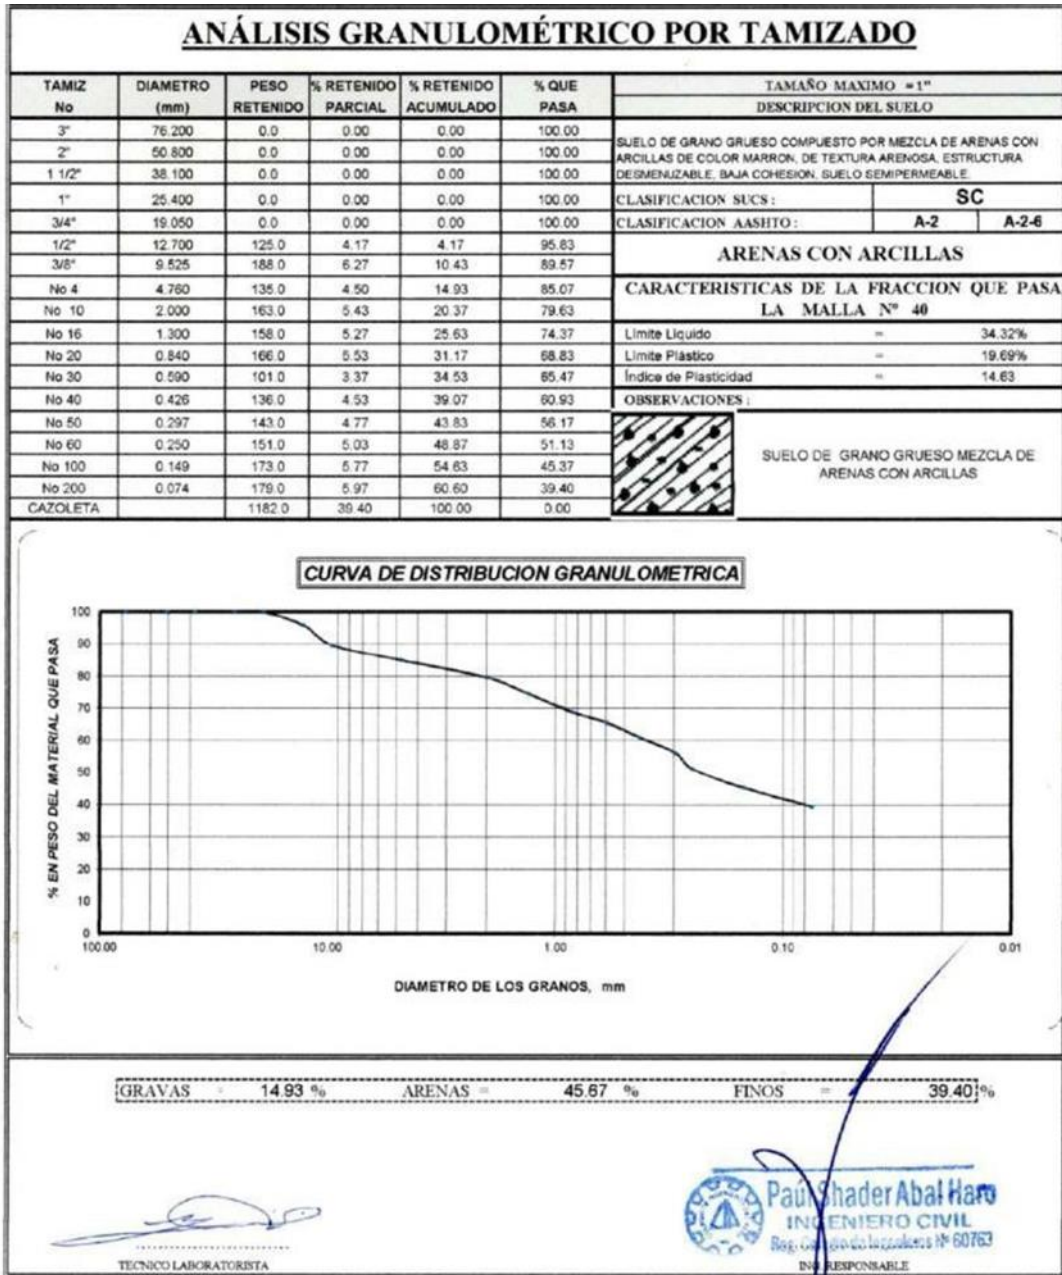 ANÁLISIS GRANULOMÉTRICO POR TAMIZADO
TAMIZ No DIAMETRO (mm) PESO RETENIDO % RETENIDO PARCIAL % RETENIDO ACUMULADO % QUE PASA
3" 76.200 0.0 0.00 0.00 100.00
2" 50.800 0.0 0.00 0.00 100.00
1 1/2" 38.100 0.0 0.00 0.00 100.00
1" 25.400 0.0 0.00 0.00 100.00
3/4" 19.050 0.0 0.00 0.00 100.00
1/2" 12.700 125.0 4.17 4.17 95.83
3/8" 9.525 188.0 6.27 10.43 89.57
No 4 4.760 135.0 4.50 14.93 85.07
No 10 2.000 163.0 5.43 20.37 79.63
No 16 1.300 158.0 5.27 25.63 74.37
No 20 0.840 166.0 5.53 31.17 68.83
No 30 0.590 101.0 3.37 34.53 65.47
No 40 0.426 136.0 4.53 39.07 60.93
No 50 0.297 143.0 4.77 43.83 56.17
No 60 0.250 151.0 5.03 48.87 51.13
No 100 0.149 173.0 5.77 54.63 45.37
No 200 0.074 179.0 5.97 60.60 39.40
CAZOLETA 1182.0 39.40 100.00 0.00
TAMAÑO MAXIMO = 1"
DESCRIPCION DEL SUELO
SUELO DE GRANO GRUESO COMPUESTO POR MEZCLA DE ARENAS CON
ARCILLAS DE COLOR MARRON, DE TEXTURA ARENOSA, ESTRUCTURA
DESMENUZABLE, BAJA COHESION, SUELO SEMIPERMEABLE.
CLASIFICACION SUCS : SC
CLASIFICACION AASHTO : A-2 A-2-6
ARENAS CON ARCILLAS
CARACTERISTICAS DE LA FRACCION QUE PASA
LA MALLA Nº 40
Límite Líquido = 34.32%
Límite Plástico = 19.69%
Índice de Plasticidad = 14.63
OBSERVACIONES :
SUELO DE GRANO GRUESO MEZCLA DE
ARENAS CON ARCILLAS
CURVA DE DISTRIBUCION GRANULOMETRICA
% EN PESO DEL MATERIAL QUE PASA
100
90
80
70
60
50
40
30
20
10
0
100.00 10.00 1.00 0.10 0.01
DIAMETRO DE LOS GRANOS, mm
GRAVAS = 14.93 % ARENAS = 45.67 % FINOS = 39.40 %
Paúl Shader Abal Haro
INGENIERO CIVIL
Reg. Colegio de Ingenieros Nº 60763
TECNICO LABORATORISTA
ING. RESPONSABLE